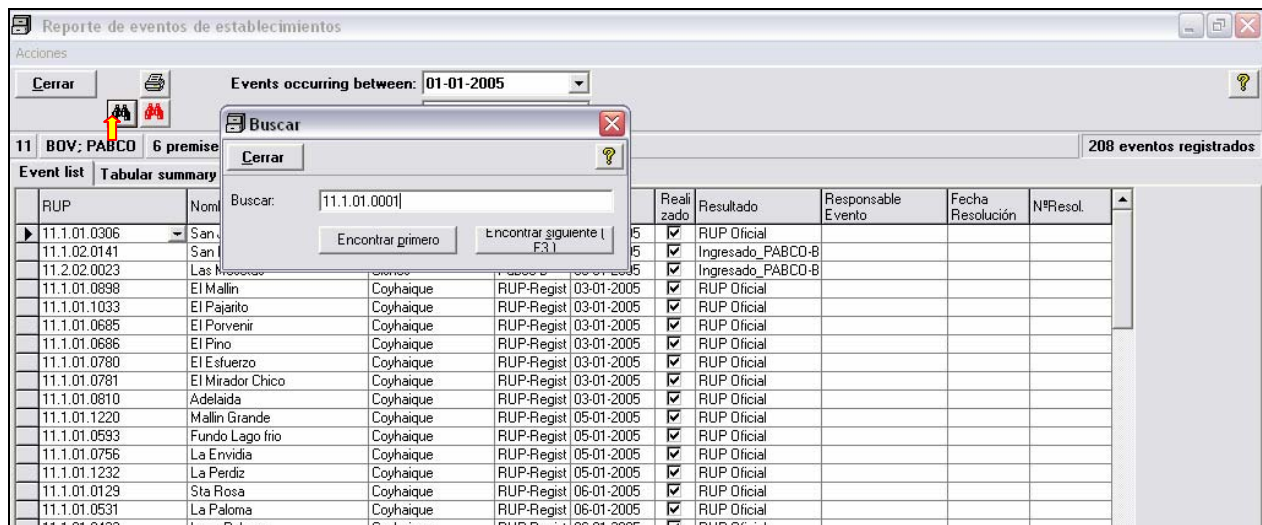 Reporte de eventos de establecimientos
Acciones
Cerrar
Events occurring between: 01-01-2005
Buscar
Cerrar
Buscar: 11.1.01.0001
Encontrar primero
Encontrar siguiente ( F3 )
11 BOV; PABCO 6 premise
208 eventos registrados
Event list Tabular summary
RUP Reali zado Resultado Responsable Evento Fecha Resolución NºResol.
11.1.01.0306 San RUP Oficial
11.1.02.0141 San Ingresado_PABCO-B
11.2.02.0023 Las Ingresado_PABCO-B
11.1.01.0898 El Mallin Coyhaique RUP-Regist 03-01-2005 RUP Oficial
11.1.01.1033 El Pajarito Coyhaique RUP-Regist 03-01-2005 RUP Oficial
11.1.01.0685 El Porvenir Coyhaique RUP-Regist 03-01-2005 RUP Oficial
11.1.01.0686 El Pino Coyhaique RUP-Regist 03-01-2005 RUP Oficial
11.1.01.0780 El Esfuerzo Coyhaique RUP-Regist 03-01-2005 RUP Oficial
11.1.01.0781 El Mirador Chico Coyhaique RUP-Regist 03-01-2005 RUP Oficial
11.1.01.0810 Adelaida Coyhaique RUP-Regist 03-01-2005 RUP Oficial
11.1.01.1220 Mallin Grande Coyhaique RUP-Regist 05-01-2005 RUP Oficial
11.1.01.0593 Fundo Lago frio Coyhaique RUP-Regist 05-01-2005 RUP Oficial
11.1.01.0756 La Envidia Coyhaique RUP-Regist 05-01-2005 RUP Oficial
11.1.01.1232 La Perdiz Coyhaique RUP-Regist 05-01-2005 RUP Oficial
11.1.01.0129 Sta Rosa Coyhaique RUP-Regist 06-01-2005 RUP Oficial
11.1.01.0531 La Paloma Coyhaique RUP-Regist 06-01-2005 RUP Oficial